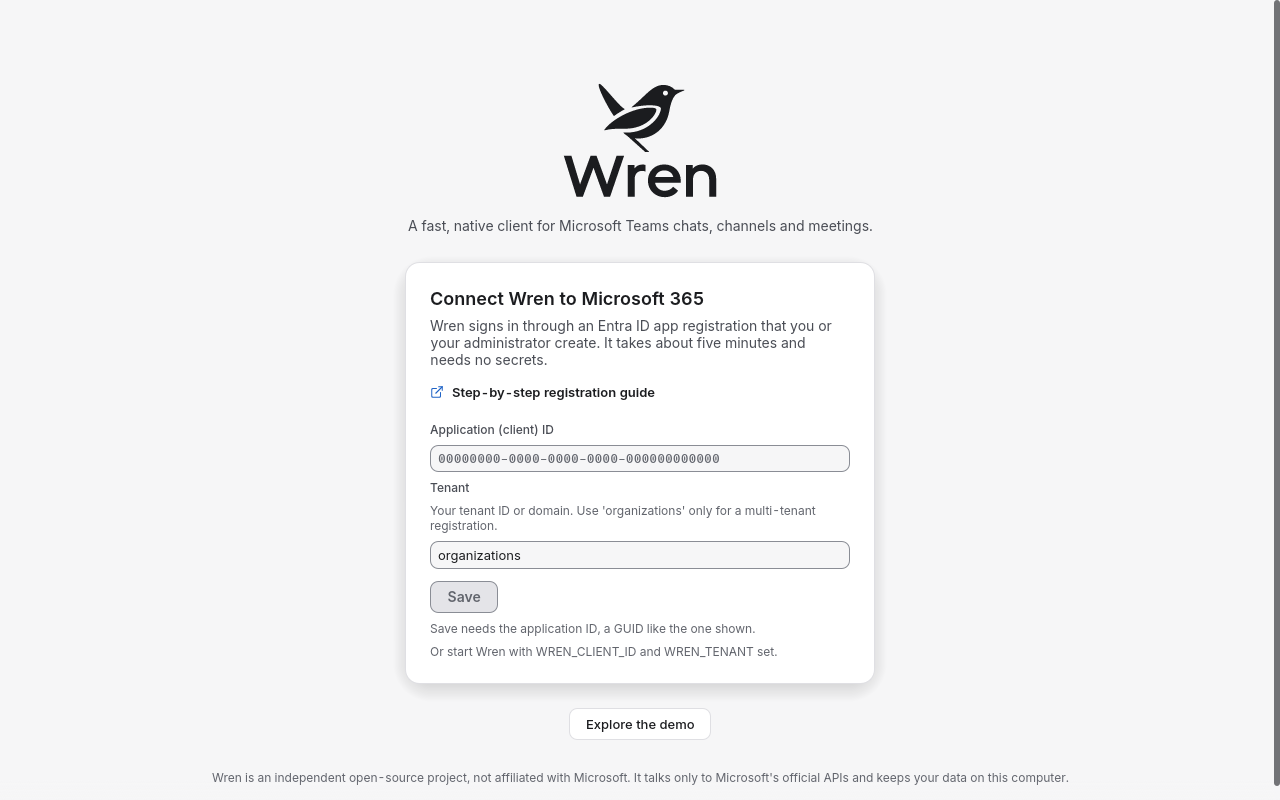 Wren
A fast, native client for Microsoft Teams chats, channels and meetings.
Connect Wren to Microsoft 365
Wren signs in through an Entra ID app registration that you or
your administrator create. It takes about five minutes and
needs no secrets.
Step-by-step registration guide
Application (client) ID
00000000-0000-0000-0000-000000000000
Tenant
Your tenant ID or domain. Use 'organizations' only for a multi-tenant
registration.
organizations
Save
Save needs the application ID, a GUID like the one shown.
Or start Wren with WREN_CLIENT_ID and WREN_TENANT set.
Explore the demo
Wren is an independent open-source project, not affiliated with Microsoft. It talks only to Microsoft's official APIs and keeps your data on this computer.